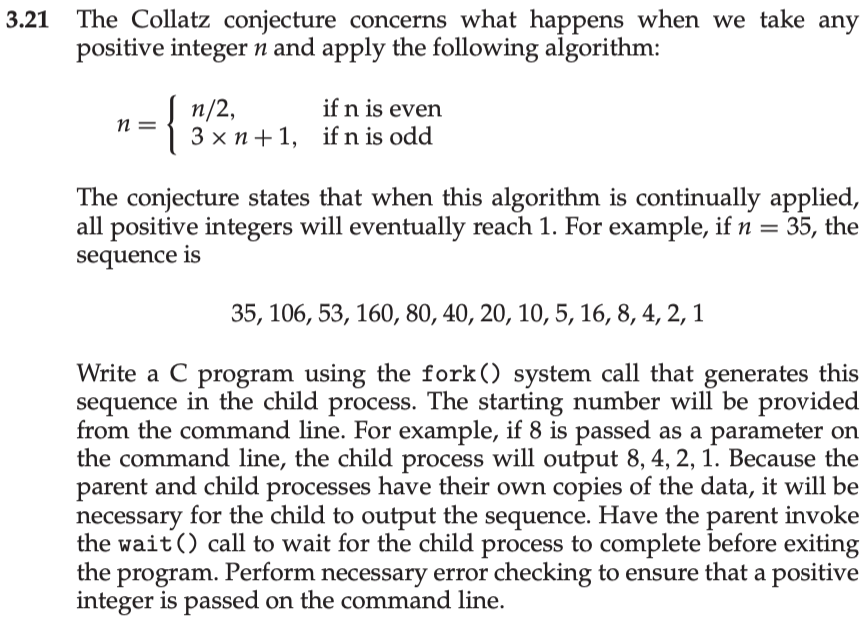 3.21 The Collatz conjecture concerns what happens when we take any
positive integer n and apply the following algorithm:
n = { n/2, if n is even
3 × n + 1, if n is odd
The conjecture states that when this algorithm is continually applied,
all positive integers will eventually reach 1. For example, if n = 35, the
sequence is
35, 106, 53, 160, 80, 40, 20, 10, 5, 16, 8, 4, 2, 1
Write a C program using the fork() system call that generates this
sequence in the child process. The starting number will be provided
from the command line. For example, if 8 is passed as a parameter on
the command line, the child process will output 8, 4, 2, 1. Because the
parent and child processes have their own copies of the data, it will be
necessary for the child to output the sequence. Have the parent invoke
the wait() call to wait for the child process to complete before exiting
the program. Perform necessary error checking to ensure that a positive
integer is passed on the command line.